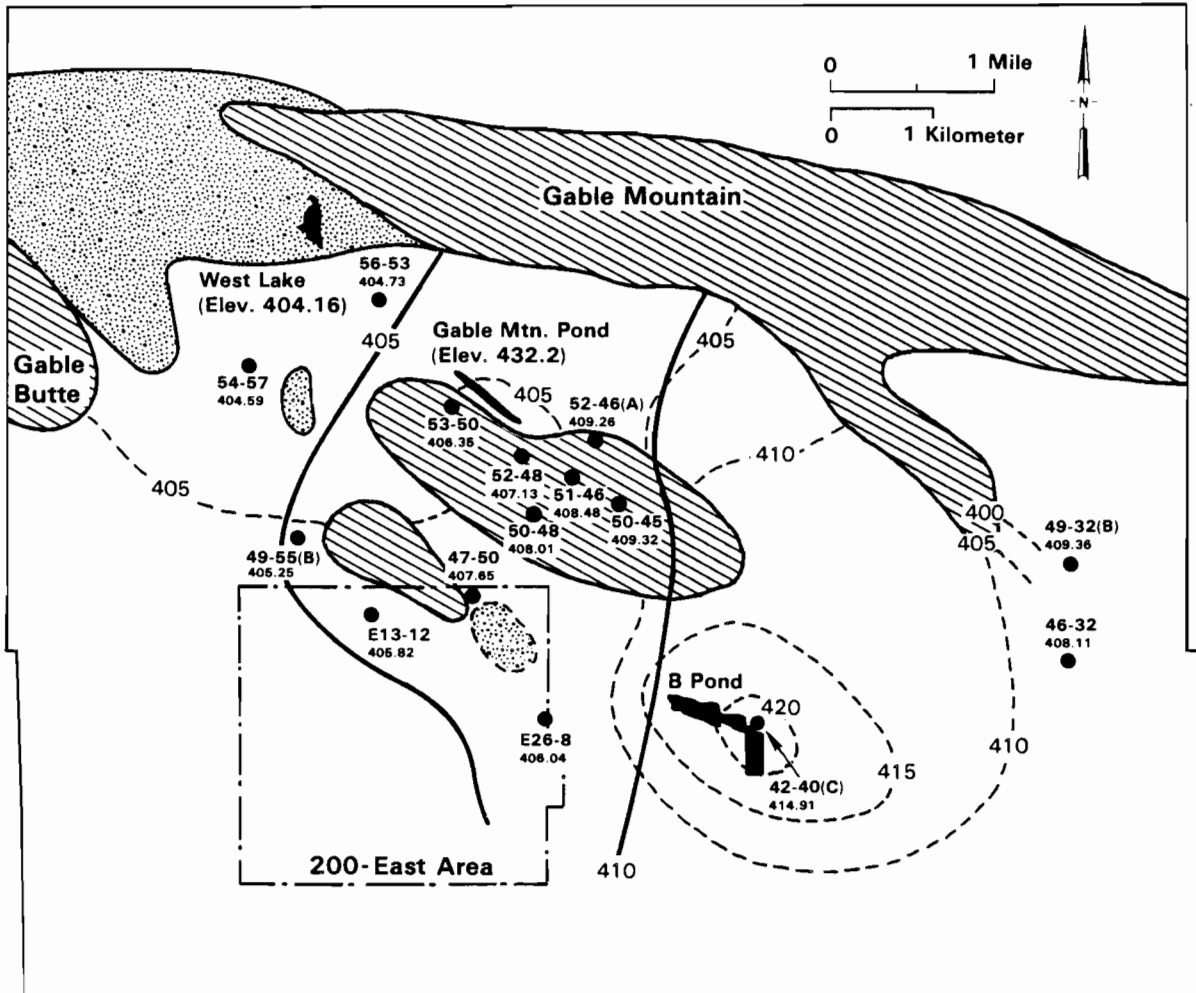 0 1 Mile
N
0 1 Kilometer
Gable Mountain
West Lake
(Elev. 404.16)
56-53
404.73
405
Gable Mtn. Pond
(Elev. 432.2)
405
Gable
Butte
54-57
404.59
405
52-46(A)
409.26
53-50
406.35
410
52-48
407.13
51-46
408.48
405
50-48
408.01
50-45
409.32
400
405
49-32(B)
409.36
49-55(B)
405.25
47-50
407.65
E13-12
405.82
46-32
408.11
B Pond
420
E26-8
406.04
410
415
42-40(C)
414.91
200-East Area
410